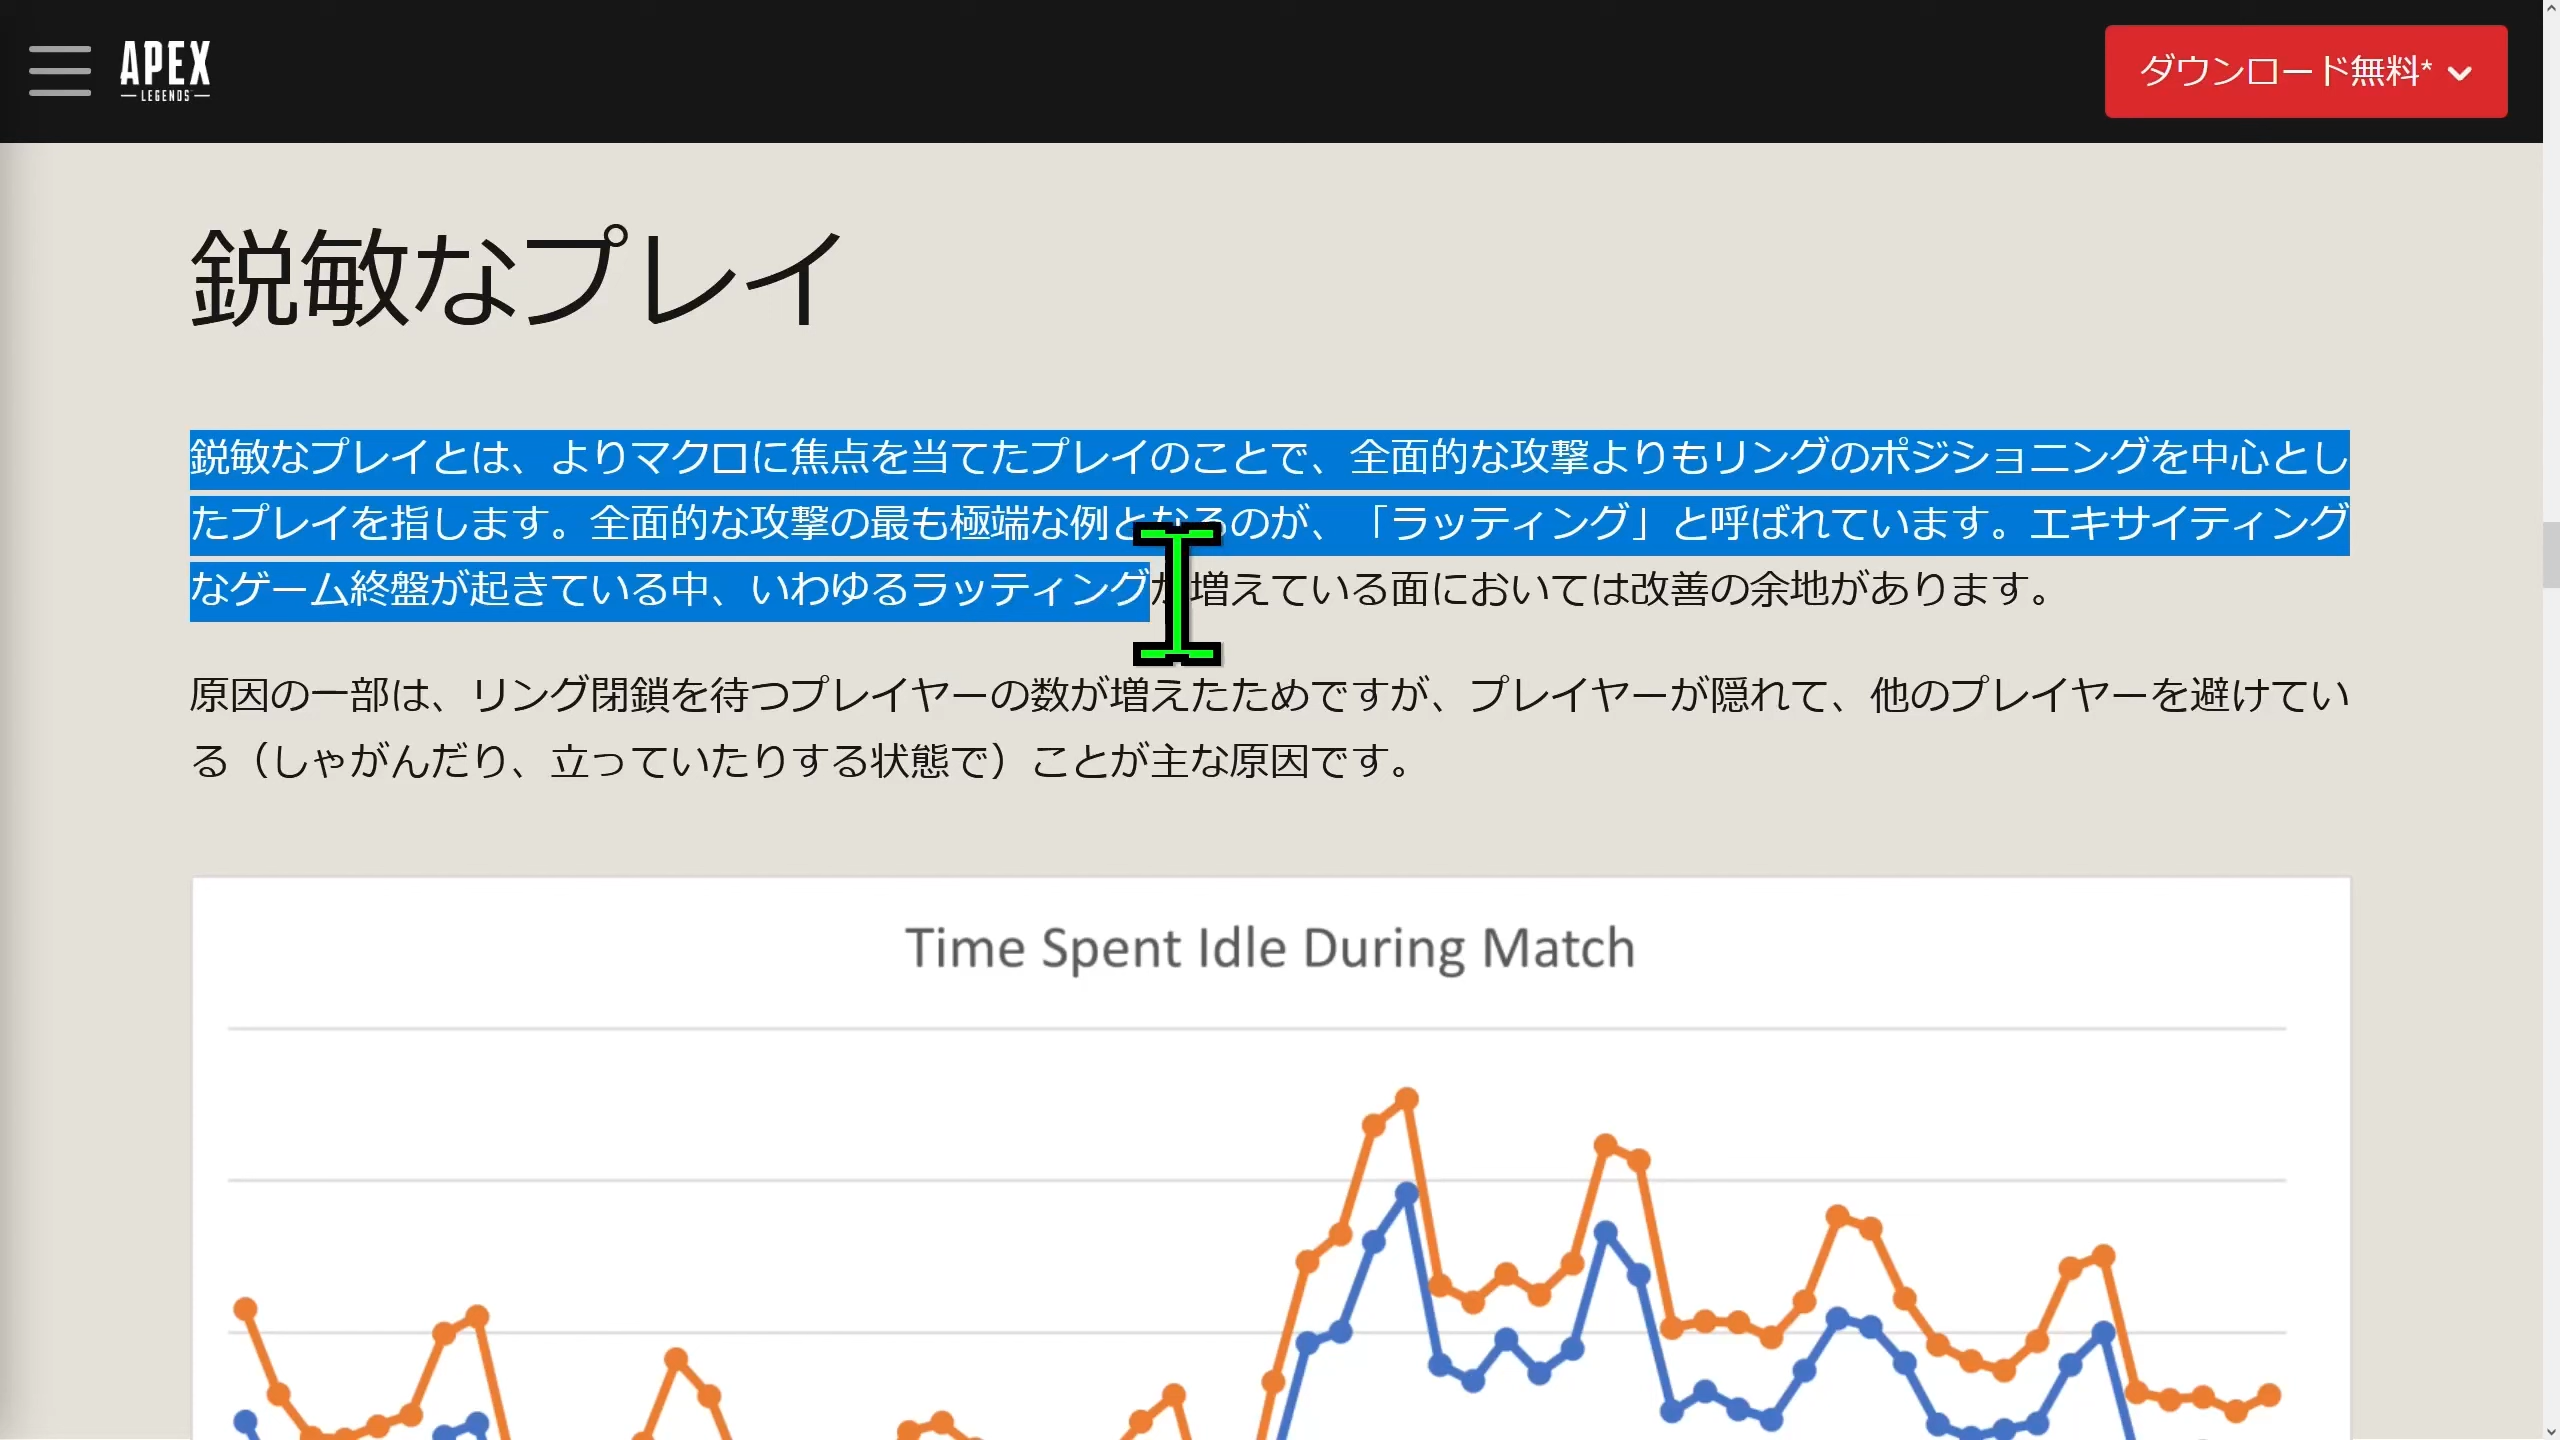 APEX
LEGENDS
ダウンロード無料*
鋭敏なプレイ
鋭敏なプレイとは、よりマクロに焦点を当てたプレイのことで、全面的な攻撃よりもリングのポジショニングを中心とし
たプレイを指します。全面的な攻撃の最も極端な例となるのが、「ラッティング」と呼ばれています。エキサイティング
なゲーム終盤が起きている中、いわゆるラッティングが増えている面においては改善の余地があります。
原因の一部は、リング閉鎖を待つプレイヤーの数が増えたためですが、プレイヤーが隠れて、他のプレイヤーを避けてい
る（しゃがんだり、立っていたりする状態で）ことが主な原因です。
Time Spent Idle During Match